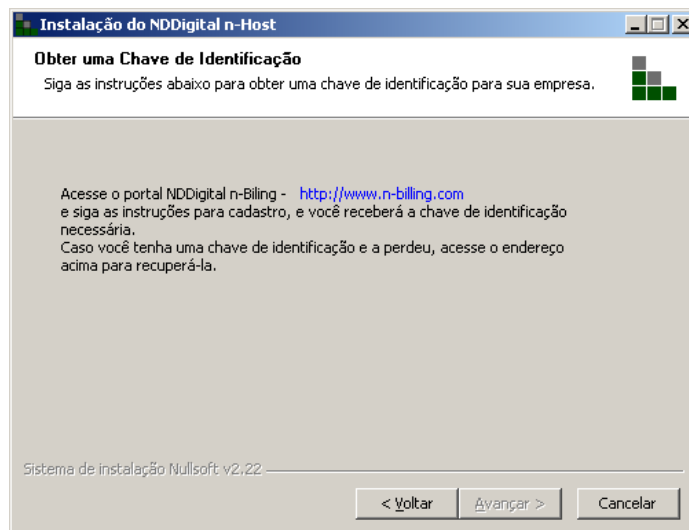 Instalação do NDDigital n-Host
Obter uma Chave de Identificação
Siga as instruções abaixo para obter uma chave de identificação para sua empresa.
Acesse o portal NDDigital n-Biling - http://www.n-billing.com
e siga as instruções para cadastro, e você receberá a chave de identificação
necessária.
Caso você tenha uma chave de identificação e a perdeu, acesse o endereço
acima para recuperá-la.
Sistema de instalação Nullsoft v2.22
< Voltar Avançar > Cancelar